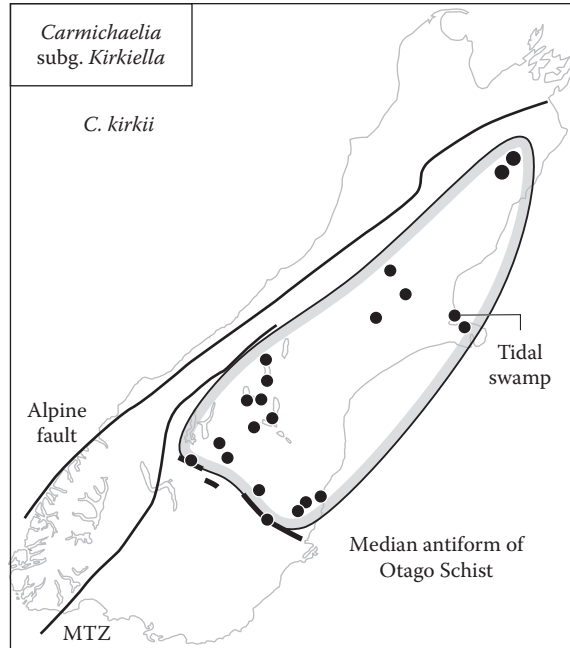 Carmichaelia
subg. Kirkiella
C. kirkii
Tidal
swamp
Alpine
fault
Median antiform of
Otago Schist
MTZ